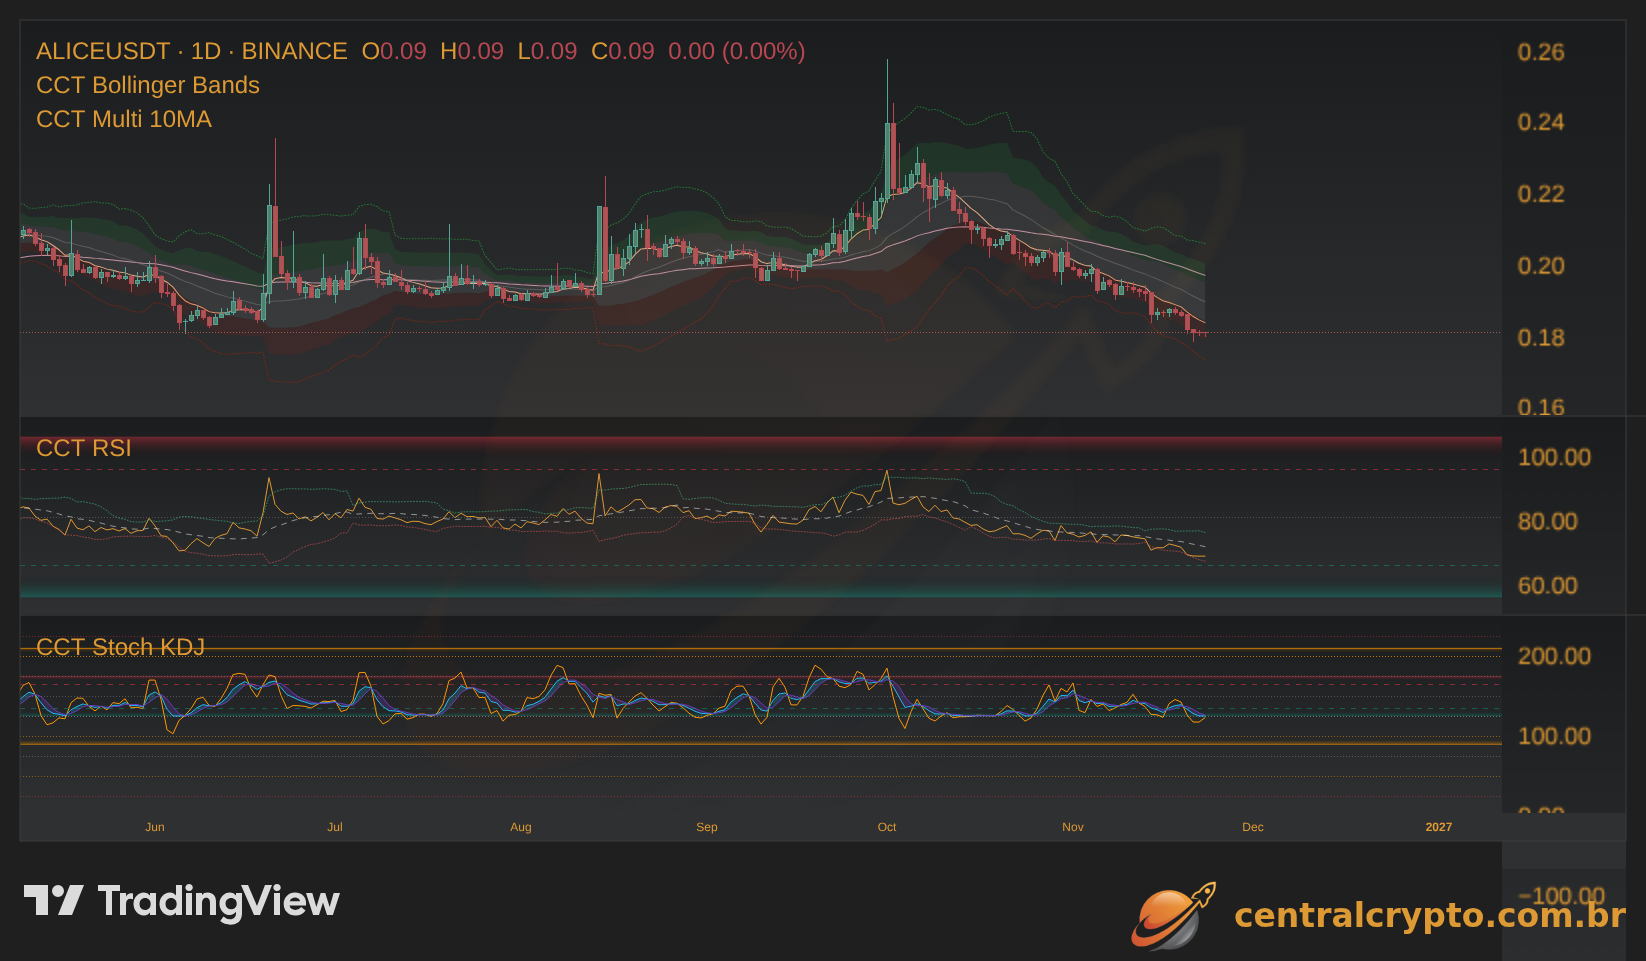 ALICEUSDT · 1D · BINANCE O0.09 H0.09 L0.09 C0.09 0.00 (0.00%)
CCT Bollinger Bands
CCT Multi 10MA
0.26
0.24
0.22
0.20
0.18
0.16
CCT RSI
100.00
80.00
60.00
CCT Stoch KDJ
200.00
100.00
0.00
Jun Jul Aug Sep Oct Nov Dec 2027
−100.00
TradingView
centralcrypto.com.br